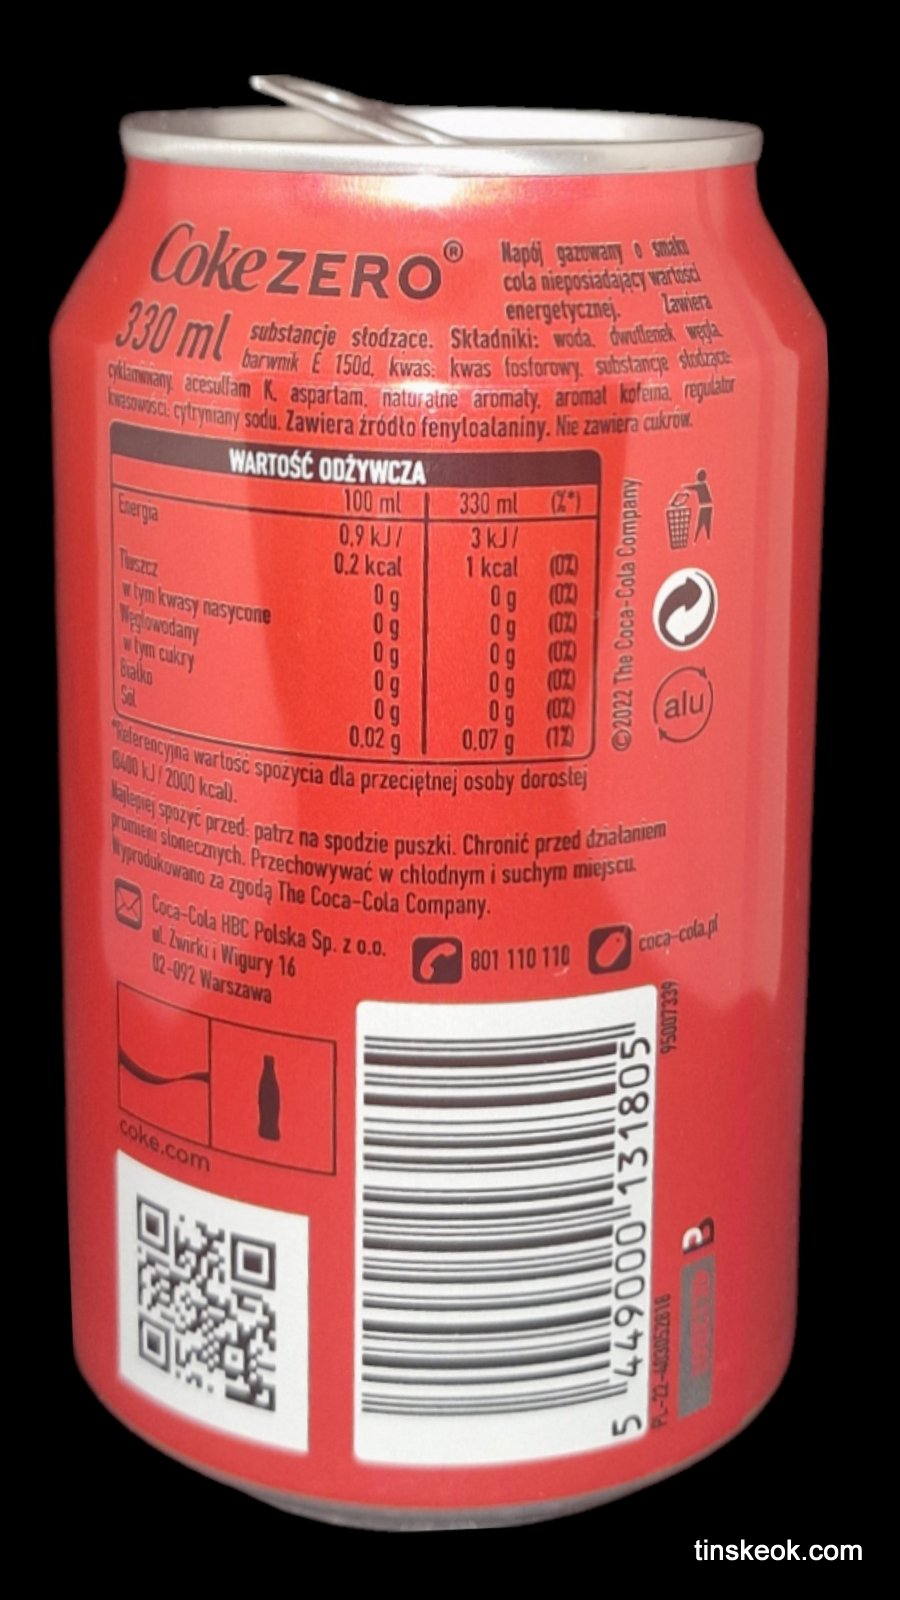 Coke ZERO®
330 ml
Napój gazowany o smaku
cola nieposiadający wartości
energetycznej. Zawiera
substancje słodzące. Składniki: woda, dwutlenek węgla,
barwnik E 150d, kwas: kwas fosforowy, substancje słodzące:
cyklaminiany, acesulfam K, aspartam, naturalne aromaty, aromat kofeina, regulator
kwasowości: cytryniany sodu. Zawiera źródło fenyloalaniny. Nie zawiera cukrów.
WARTOŚĆ ODŻYWCZA
100 ml 330 ml (%*)
Energia 0,9 kJ/ 3 kJ/
0.2 kcal 1 kcal (0%)
Tłuszcz 0 g 0 g (0%)
w tym kwasy nasycone 0 g 0 g (0%)
Węglowodany 0 g 0 g (0%)
w tym cukry 0 g 0 g (0%)
Białko 0 g 0 g (0%)
Sól 0.02 g 0.07 g (1%)
*Referencyjna wartość spożycia dla przeciętnej osoby dorosłej
(8400 kJ / 2000 kcal).
Najlepiej spożyć przed: patrz na spodzie puszki. Chronić przed działaniem
promieni słonecznych. Przechowywać w chłodnym i suchym miejscu.
Wyprodukowano za zgodą The Coca-Cola Company.
©2022 The Coca-Cola Company
alu
Coca-Cola HBC Polska Sp. z o.o.
ul. Żwirki i Wigury 16
02-092 Warszawa
801 110 110
coca-cola.pl
coke.com
95007339
5 449000 131805
PL-22-403052818
B
tinskeok.com